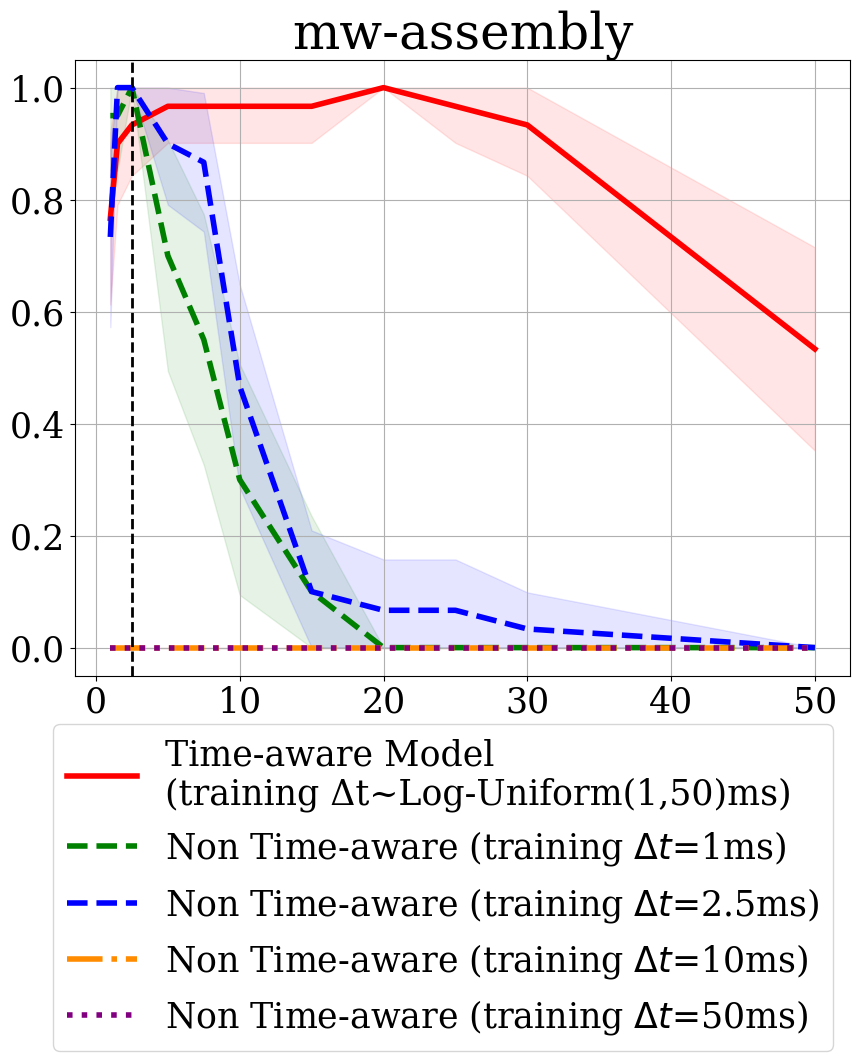 mw-assembly
1.0
0.8
0.6
0.4
0.2
0.0
0 10 20 30 40 50
Time-aware Model
(training Δt~Log-Uniform(1,50)ms)
Non Time-aware (training Δt=1ms)
Non Time-aware (training Δt=2.5ms)
Non Time-aware (training Δt=10ms)
Non Time-aware (training Δt=50ms)